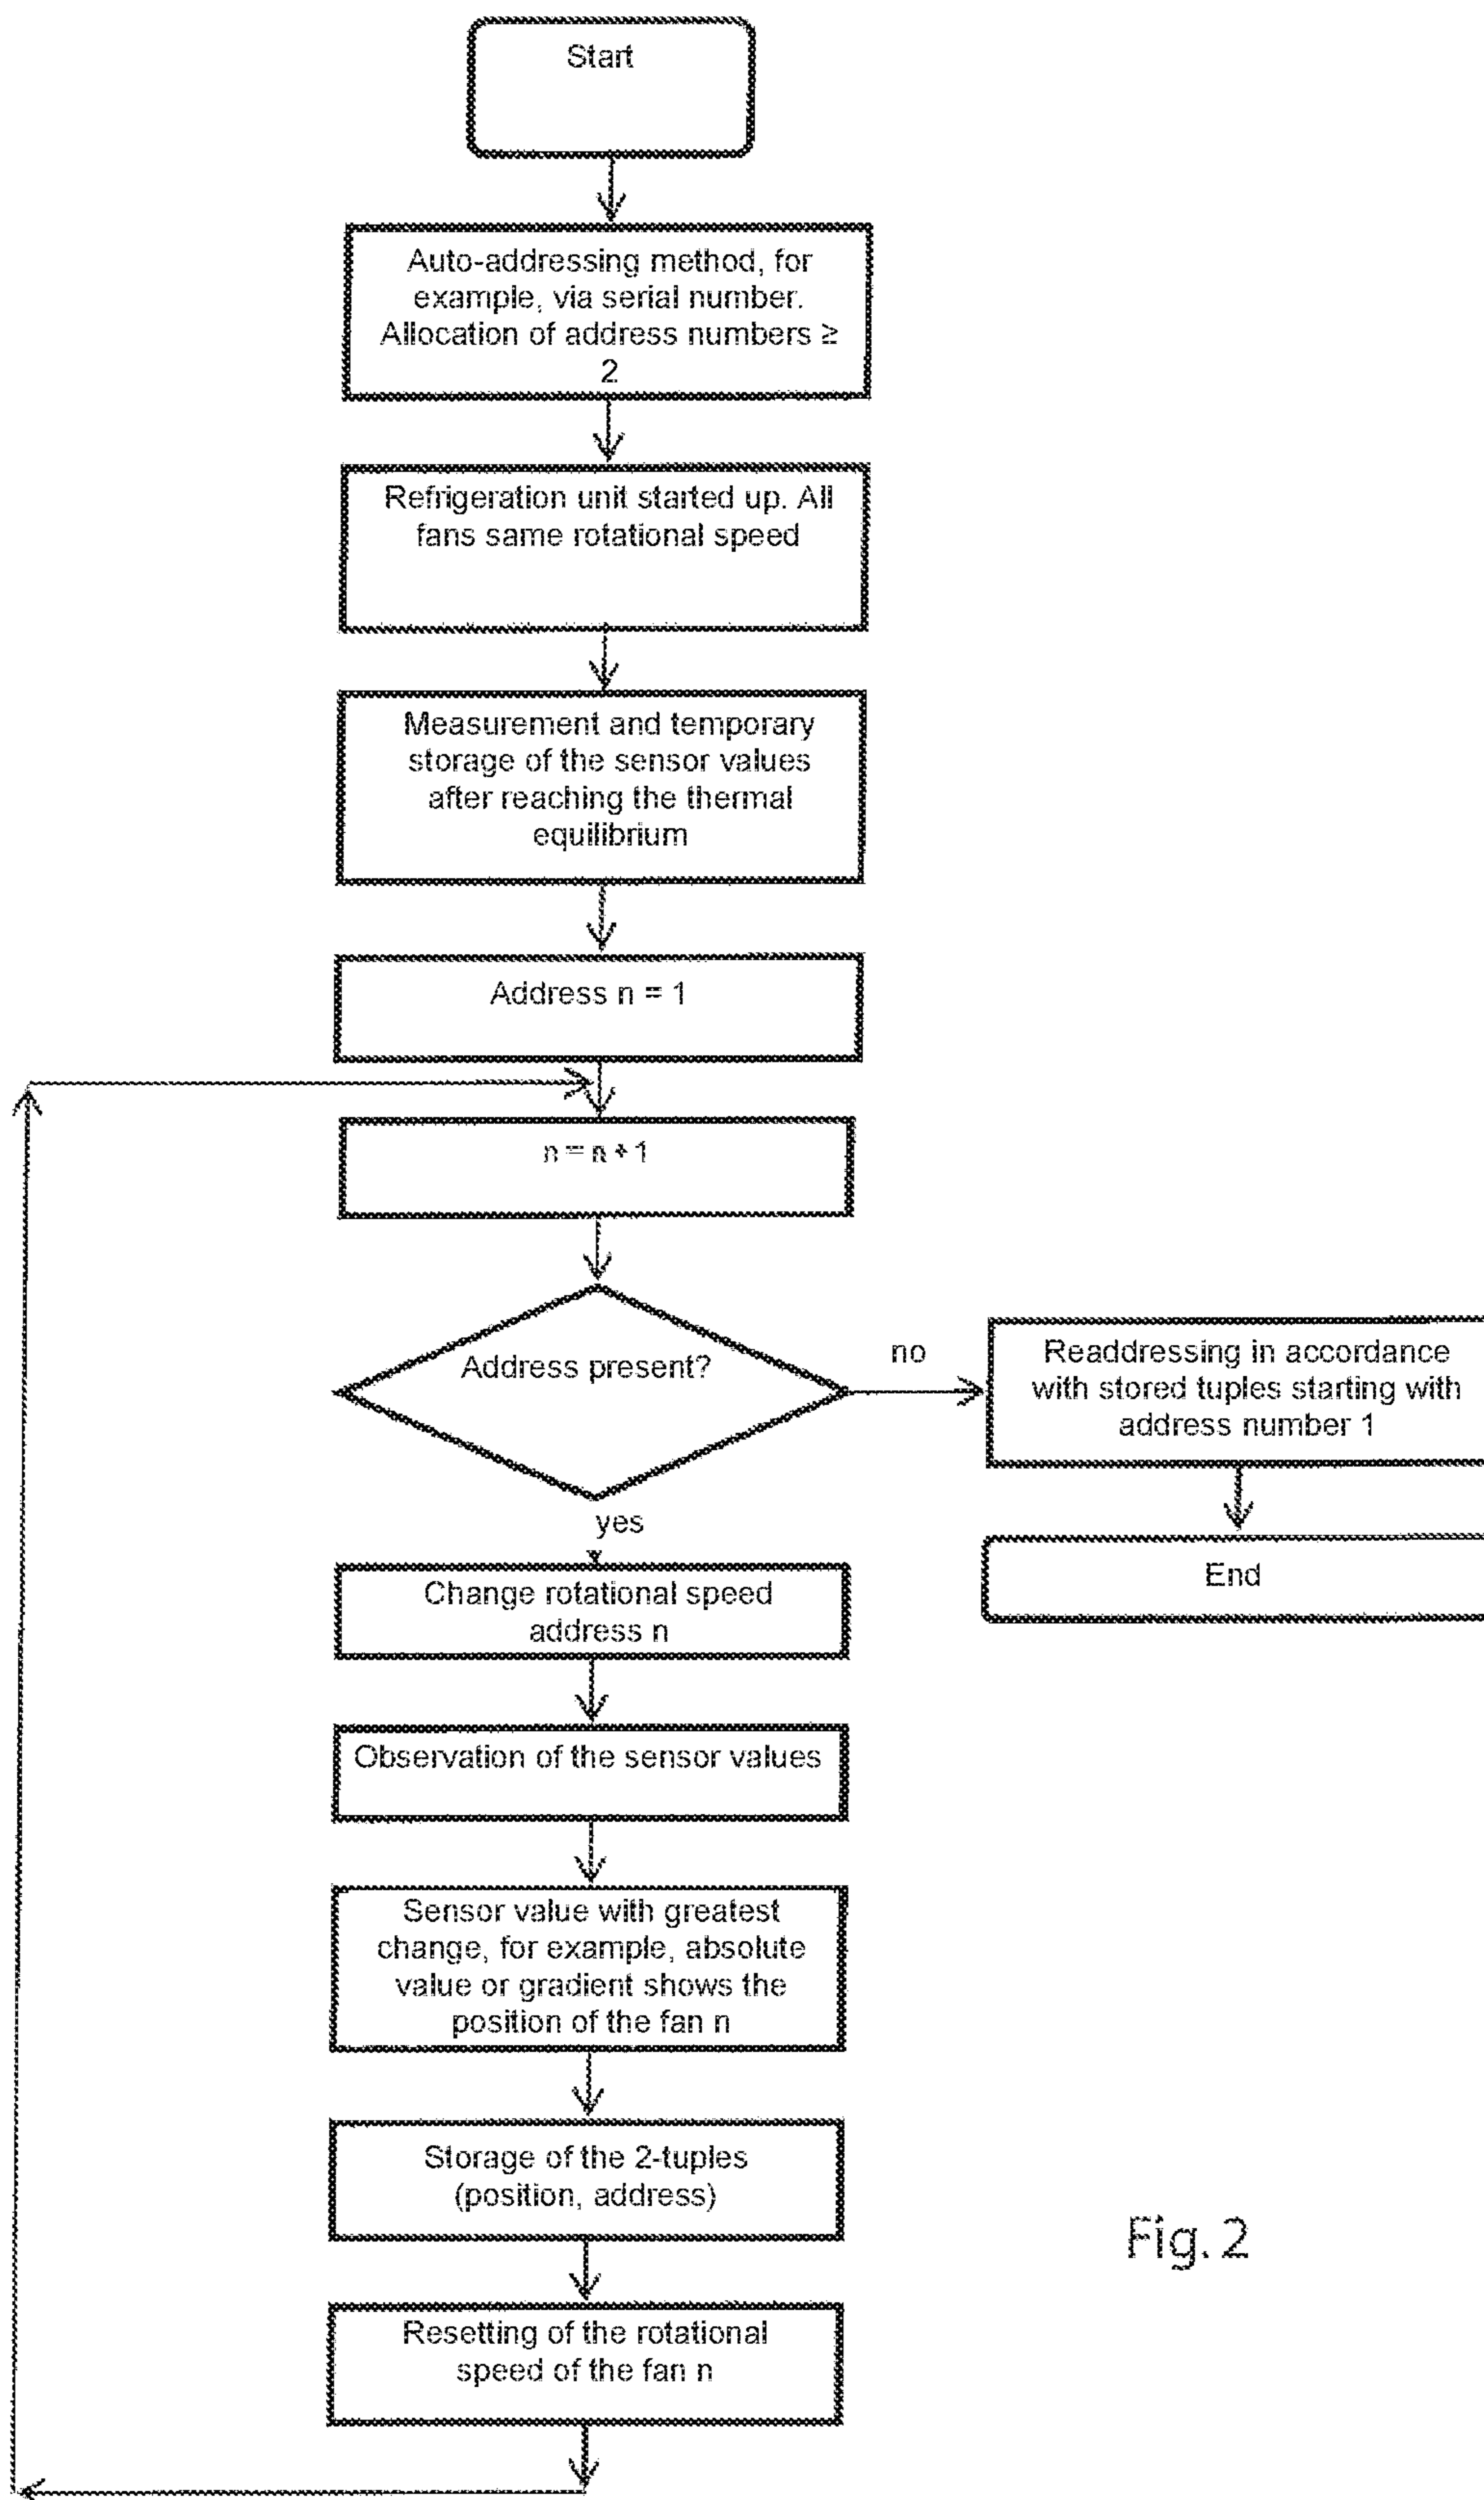 Start
Auto-addressing method, for
example, via serial number.
Allocation of address numbers ≥
2
Refrigeration unit started up. All
fans same rotational speed
Measurement and temporary
storage of the sensor values
after reaching the thermal
equilibrium
Address n = 1
n = n + 1
Address present?
no
Readdressing in accordance
with stored tuples starting with
address number 1
End
yes
Change rotational speed
address n
Observation of the sensor values
Sensor value with greatest
change, for example, absolute
value or gradient shows the
position of the fan n
Storage of the 2-tuples
(position, address)
Resetting of the rotational
speed of the fan n
Fig. 2